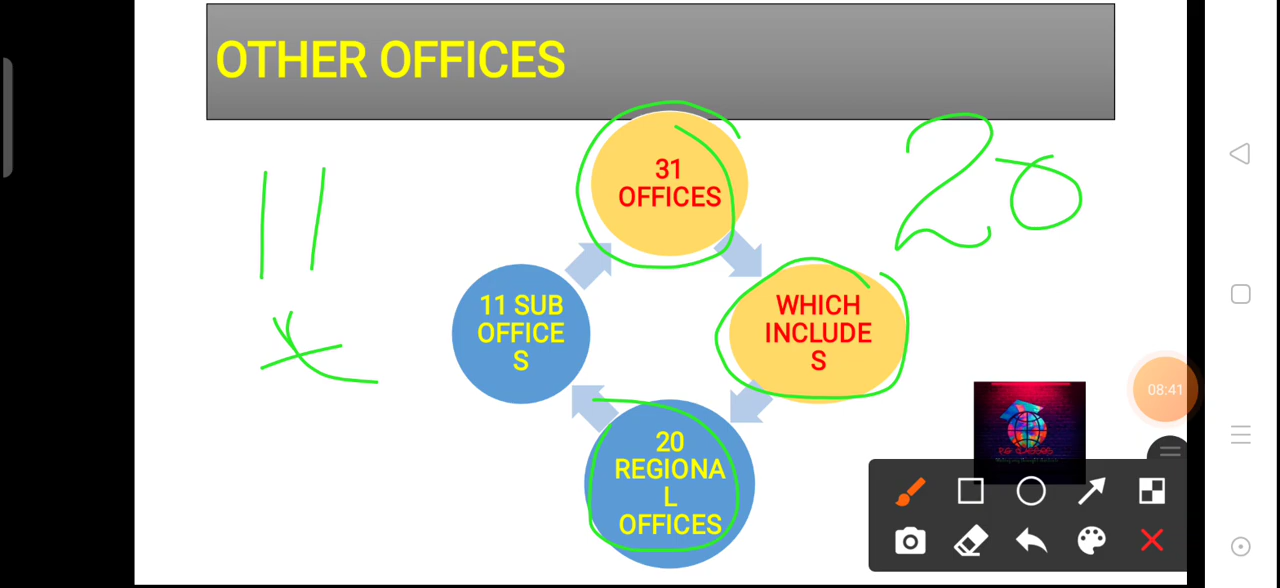 OTHER OFFICES
31
OFFICES
20
11
11 SUB
OFFICE
S
WHICH
INCLUDE
S
20
REGIONA
L
OFFICES
08:41